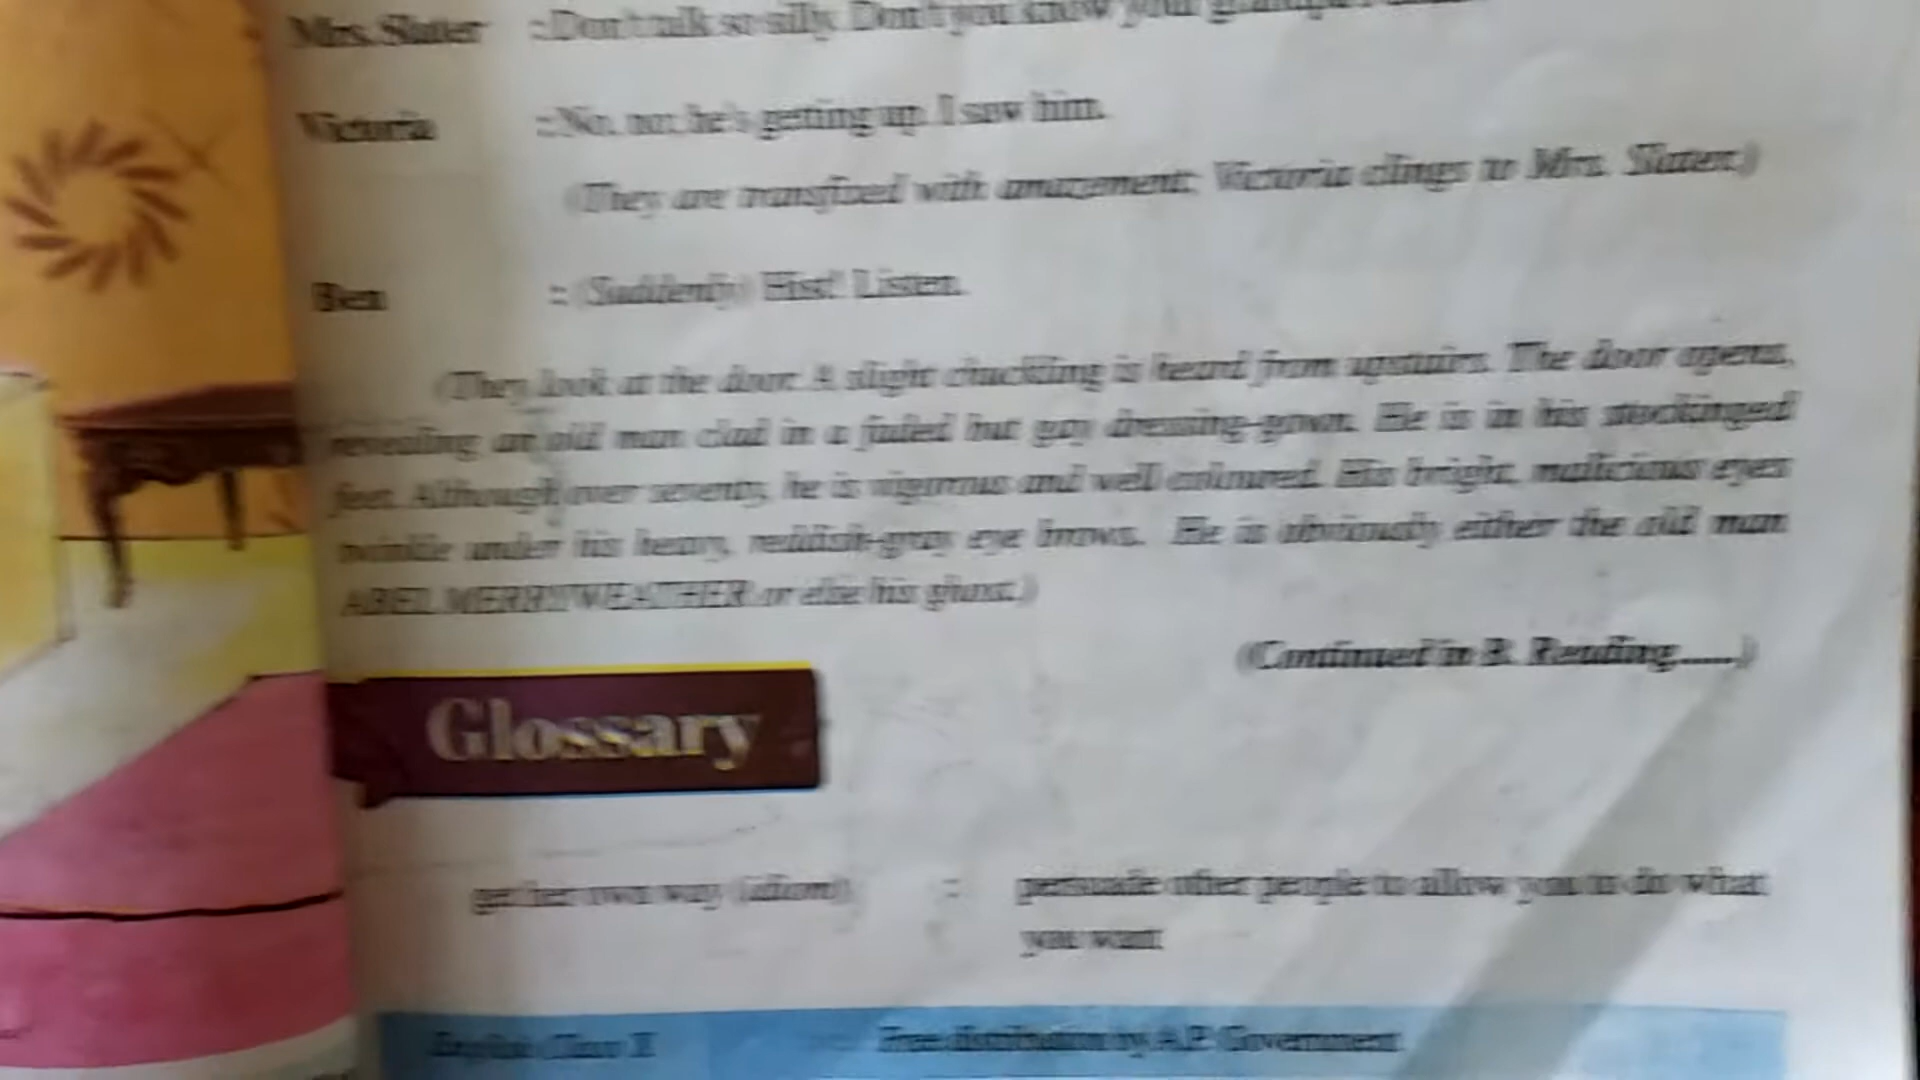 Mrs. Slater : Don't talk so silly. Don't you know your grandpa's
Victoria : No, no; he's getting up. I saw him.
(They are transfixed with amazement; Victoria clings to Mrs. Slater.)
Ben : (Suddenly) Hist! Listen.
(They look at the door. A slight chuckling is heard from upstairs. The door opens,
revealing an old man clad in a faded but gay dressing-gown. He is in his stockinged
feet. Although over seventy, he is vigorous and well coloured. His bright, malicious eyes
twinkle under his heavy, reddish-gray eye brows. He is obviously either the old man
ABEL MERRYWEATHER or else his ghost.)
(Continued in B. Reading......)
Glossary
get her own way (idiom) : persuade other people to allow you to do what
you want
English Class X Free distribution by A.P. Government